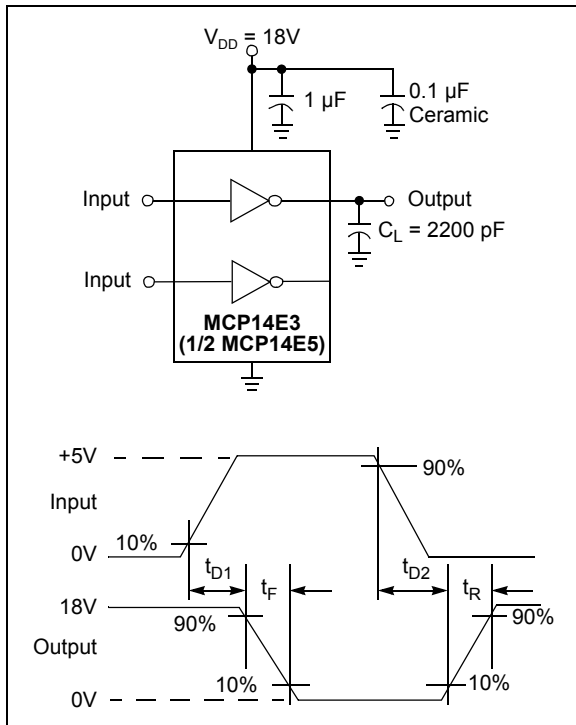 V_DD = 18V
1 µF
0.1 µF
Ceramic
Input
Output
C_L = 2200 pF
Input
MCP14E3
(1/2 MCP14E5)
+5V
90%
Input
10%
0V
t_D1
t_F
t_D2
t_R
18V
90%
90%
Output
10%
10%
0V